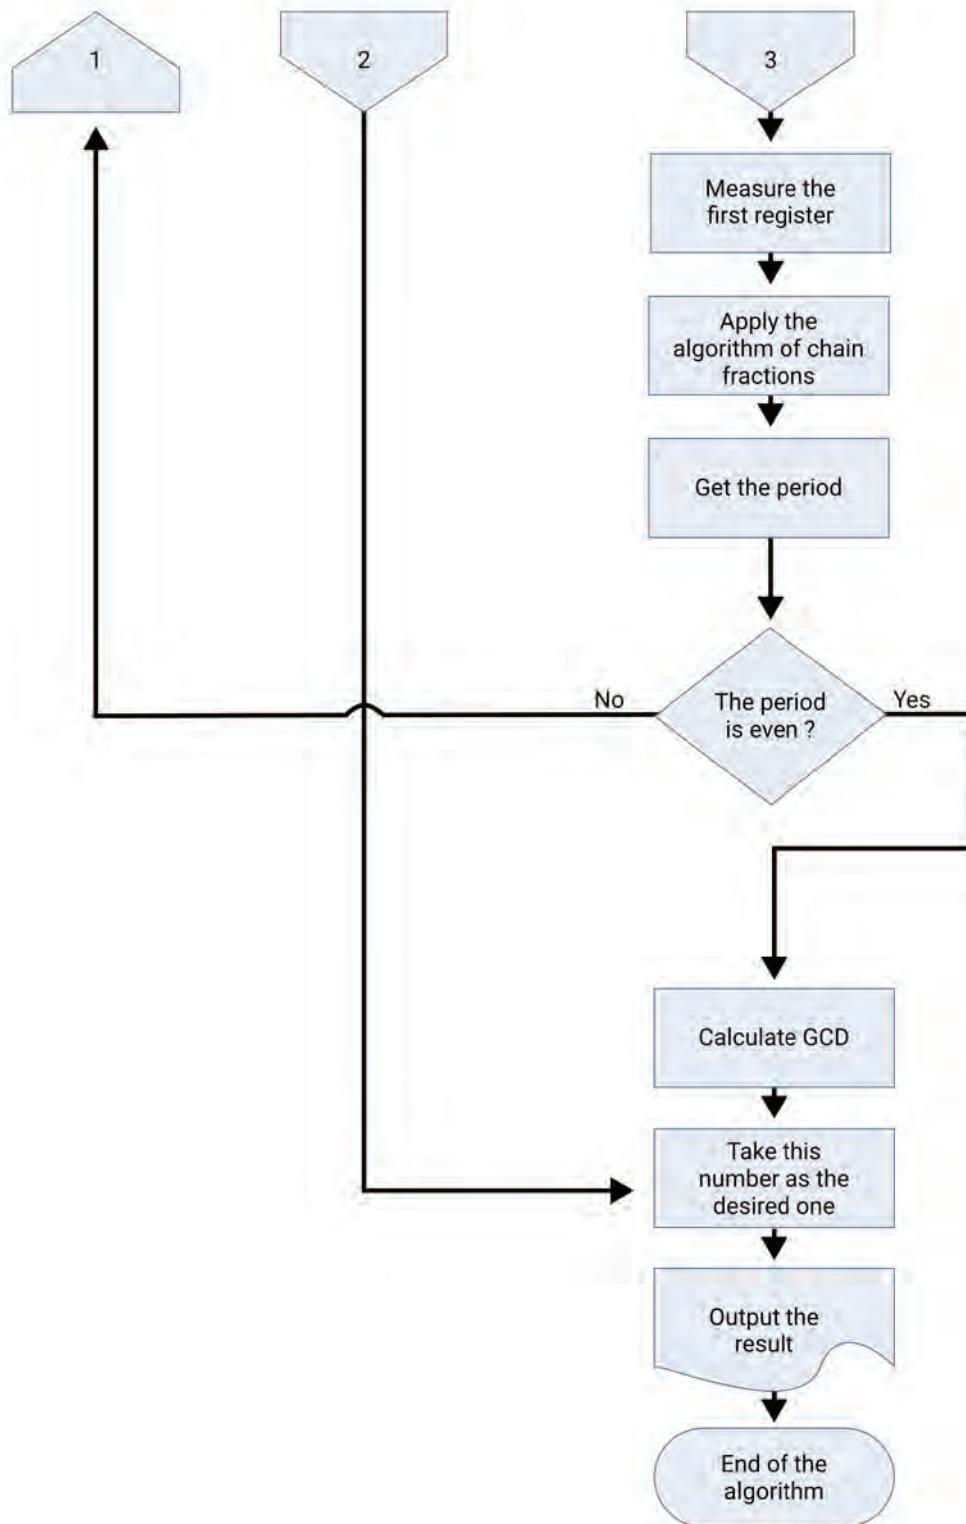 1
2
3
Measure the
first register
Apply the
algorithm of chain
fractions
Get the period
No
The period
is even ?
Yes
Calculate GCD
Take this
number as the
desired one
Output the
result
End of the
algorithm